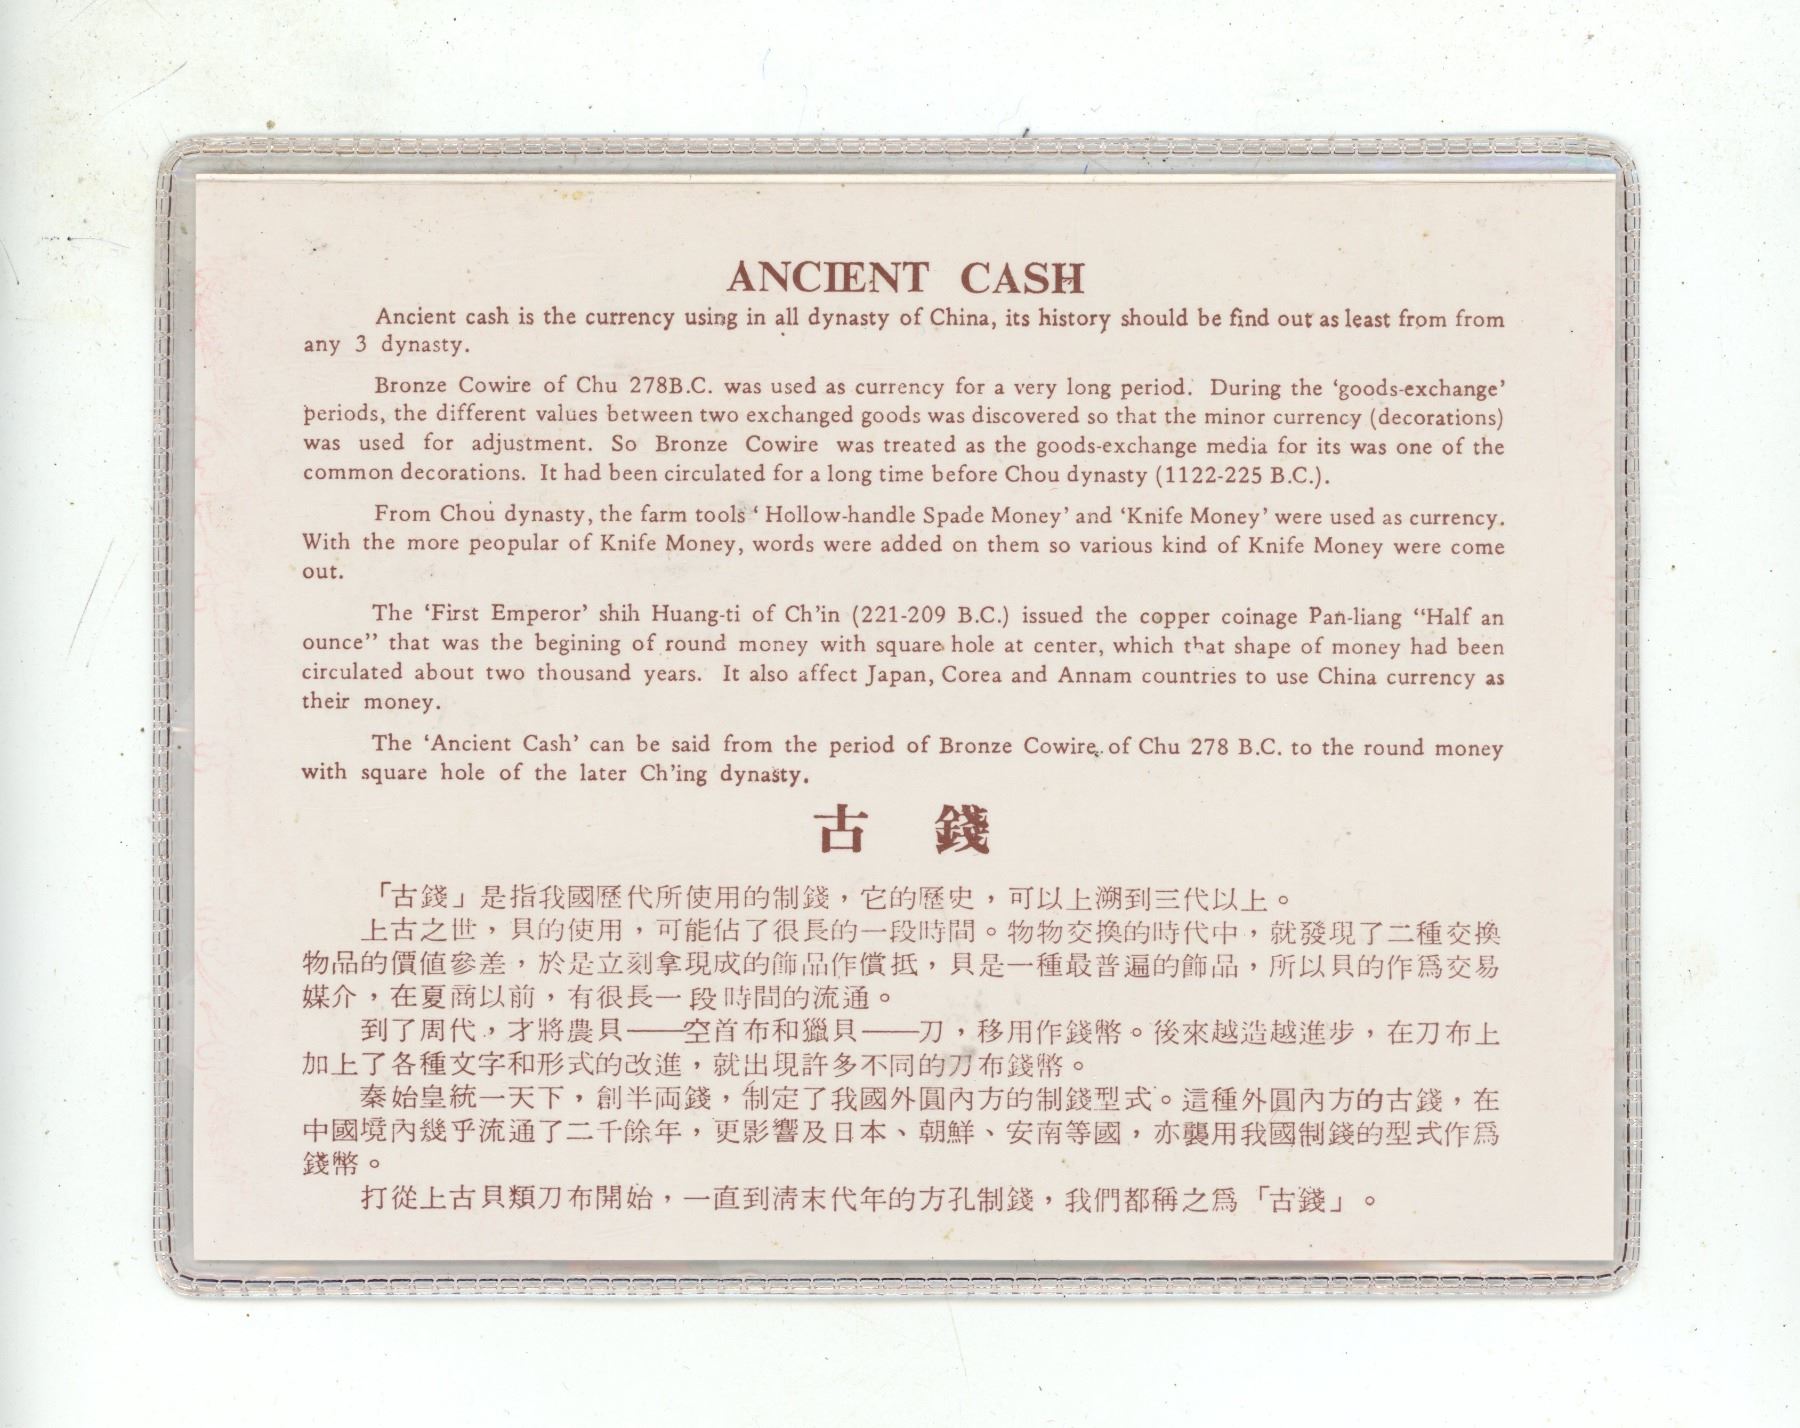 ANCIENT CASH
Ancient cash is the currency using in all dynasty of China, its history should be find out as least from from
any 3 dynasty.
Bronze Cowire of Chu 278B.C. was used as currency for a very long period. During the ‘goods-exchange’
periods, the different values between two exchanged goods was discovered so that the minor currency (decorations)
was used for adjustment. So Bronze Cowire was treated as the goods-exchange media for its was one of the
common decorations. It had been circulated for a long time before Chou dynasty (1122-225 B.C.).
From Chou dynasty, the farm tools ‘ Hollow-handle Spade Money’ and ‘Knife Money’ were used as currency.
With the more peopular of Knife Money, words were added on them so various kind of Knife Money were come
out.
The ‘First Emperor’ shih Huang-ti of Ch’in (221-209 B.C.) issued the copper coinage Pan-liang “Half an
ounce” that was the begining of round money with square hole at center, which that shape of money had been
circulated about two thousand years. It also affect Japan, Corea and Annam countries to use China currency as
their money.
The ‘Ancient Cash’ can be said from the period of Bronze Cowire. of Chu 278 B.C. to the round money
with square hole of the later Ch’ing dynasty.
古 錢
「古錢」是指我國歷代所使用的制錢，它的歷史，可以上溯到三代以上。
上古之世，貝的使用，可能佔了很長的一段時間。物物交換的時代中，就發現了二種交換
物品的價值參差，於是立刻拿現成的飾品作償抵，貝是一種最普遍的飾品，所以貝的作爲交易
媒介，在夏商以前，有很長一段時間的流通。
到了周代，才將農貝——空首布和獵貝——刀，移用作錢幣。後來越造越進步，在刀布上
加上了各種文字和形式的改進，就出現許多不同的刀布錢幣。
秦始皇統一天下，創半両錢，制定了我國外圓內方的制錢型式。這種外圓內方的古錢，在
中國境內幾乎流通了二千餘年，更影響及日本、朝鮮、安南等國，亦襲用我國制錢的型式作爲
錢幣。
打從上古貝類刀布開始，一直到清末代年的方孔制錢，我們都稱之爲「古錢」。